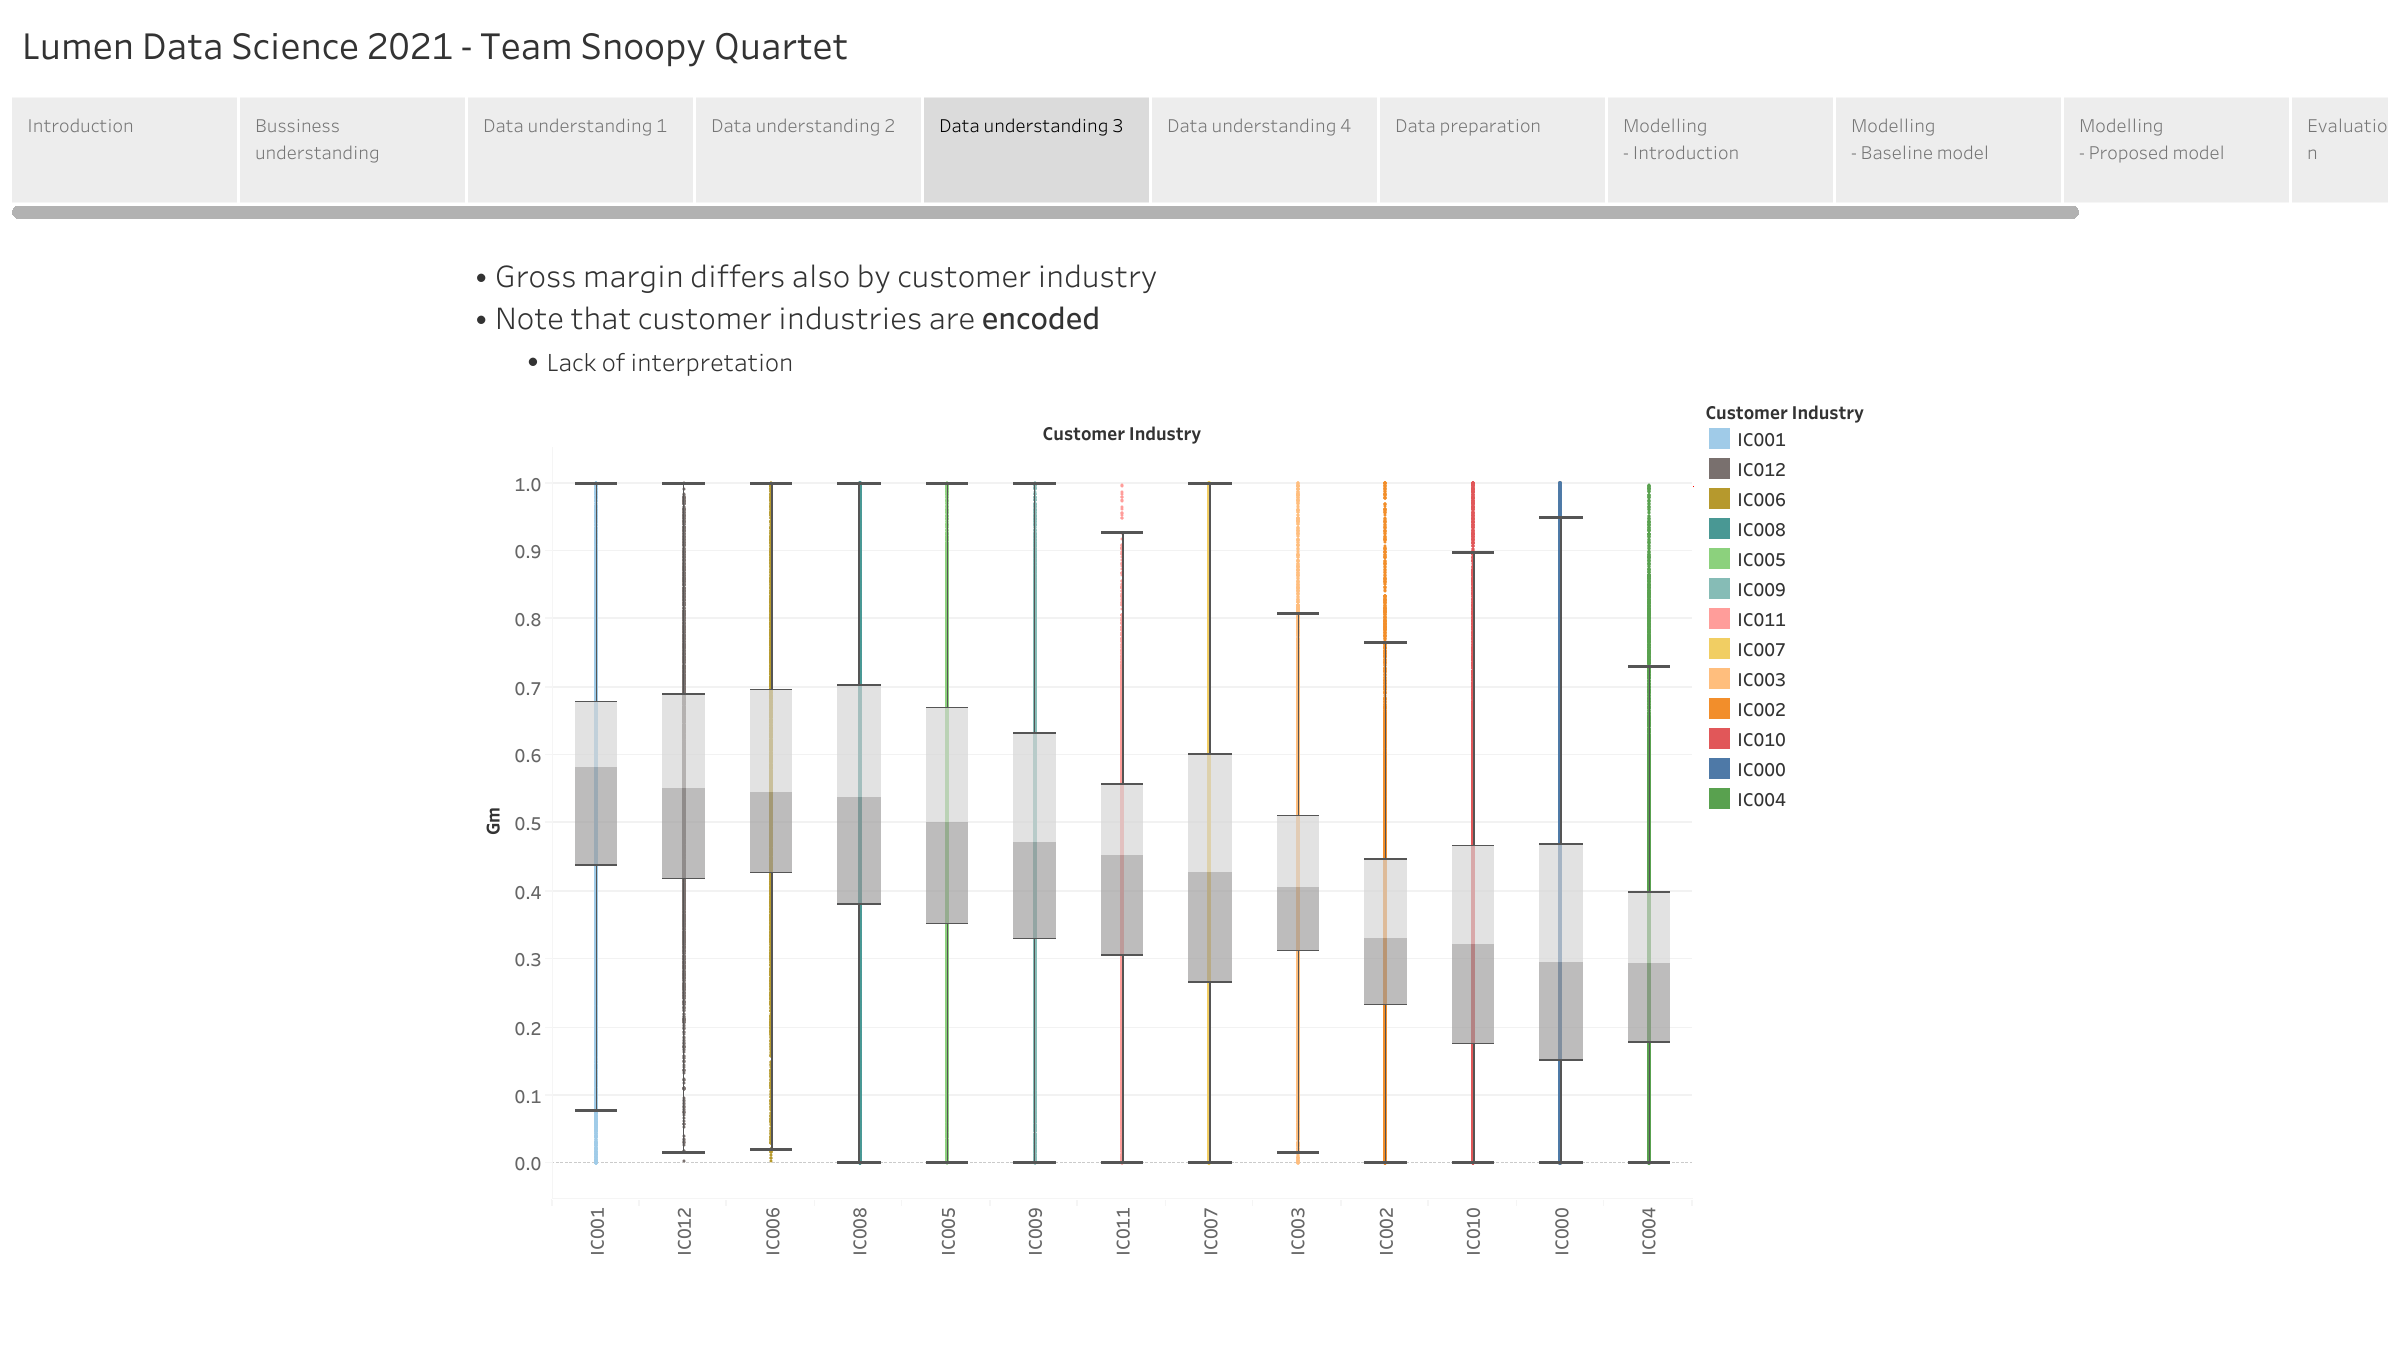 Lumen Data Science 2021 - Team Snoopy Quartet
Introduction
Bussiness
understanding
Data understanding 1
Data understanding 2
Data understanding 3
Data understanding 4
Data preparation
Modelling
- Introduction
Modelling
- Baseline model
Modelling
- Proposed model
Evaluatio
n
• Gross margin differs also by customer industry
• Note that customer industries are encoded
• Lack of interpretation
Customer Industry
Customer Industry
IC001
IC012
IC006
IC008
IC005
IC009
IC011
IC007
IC003
IC002
IC010
IC000
IC004
Gm
1.0
0.9
0.8
0.7
0.6
0.5
0.4
0.3
0.2
0.1
0.0
IC001
IC012
IC006
IC008
IC005
IC009
IC011
IC007
IC003
IC002
IC010
IC000
IC004